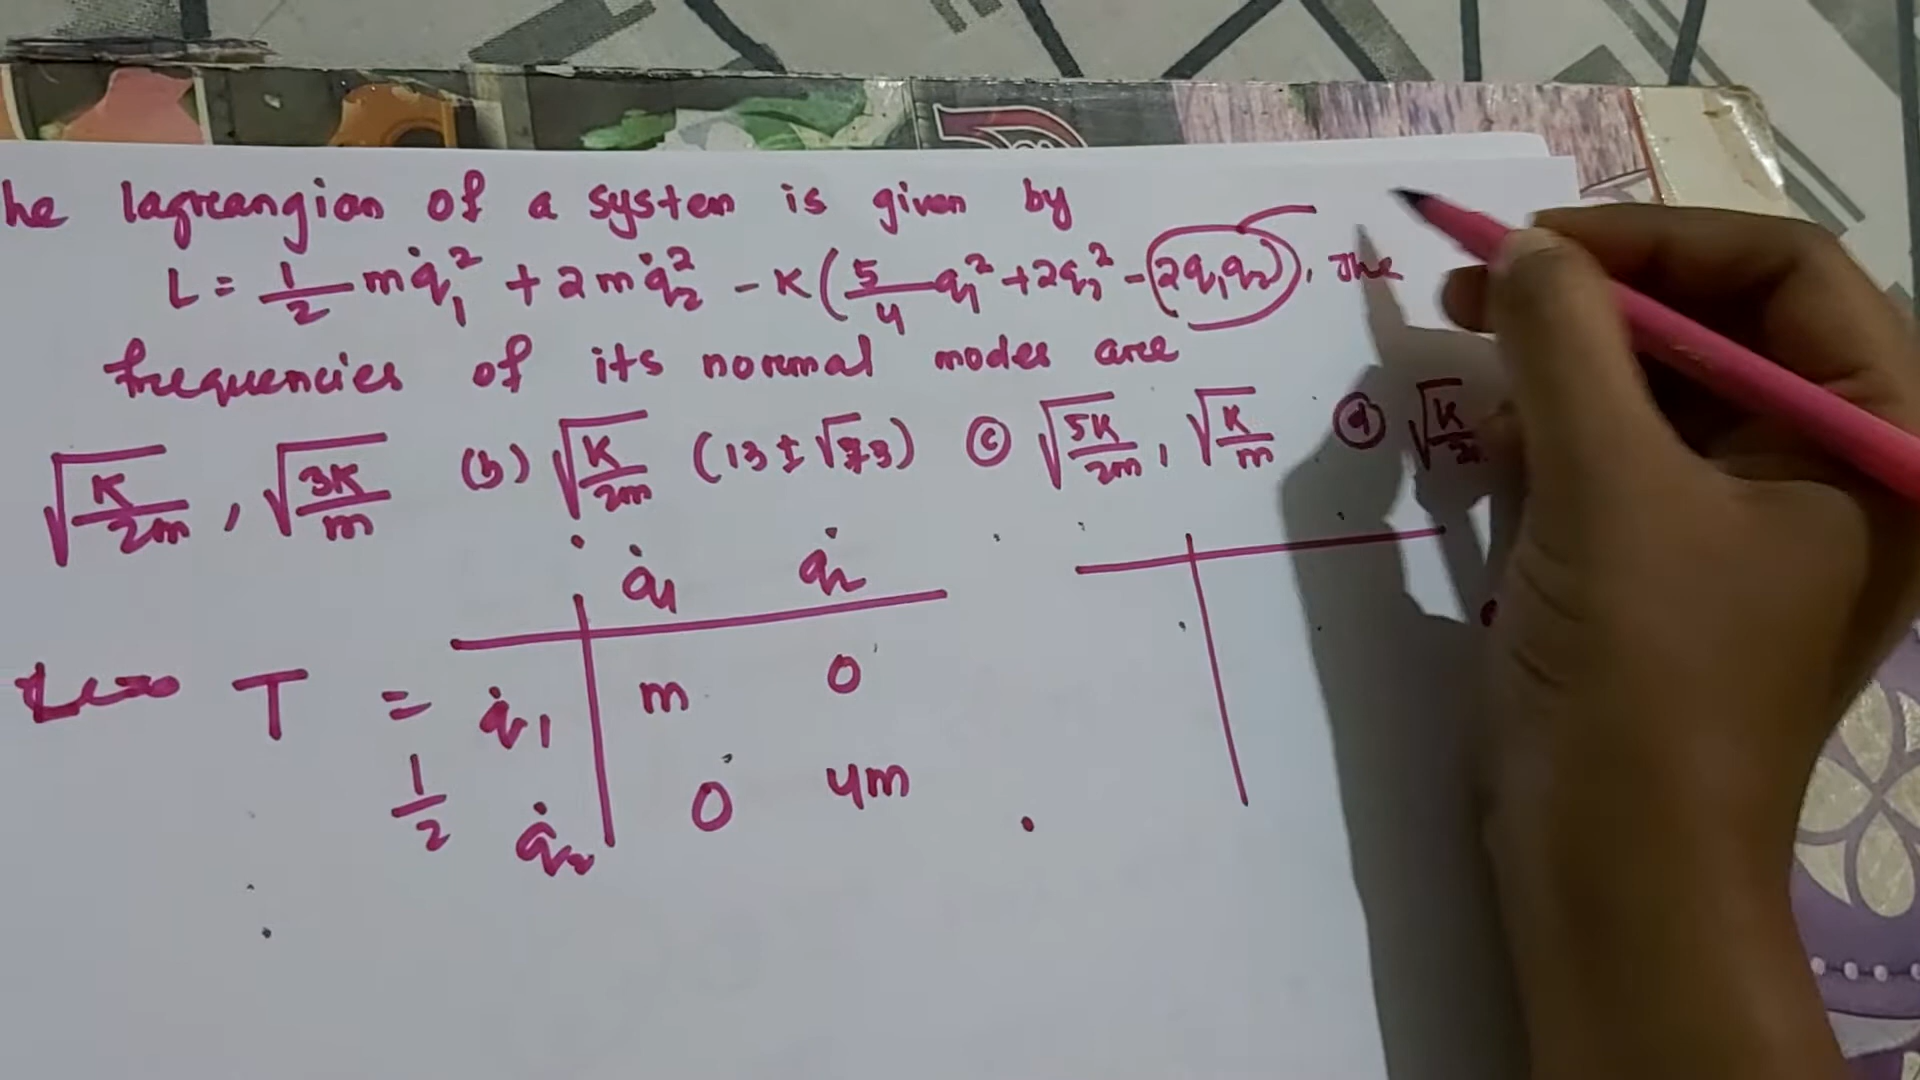 he lagrangian of a system is given by
L = 1/2 m q̇₁² + 2 m q̇₂² - K ( 5/4 q₁² + 2q₂² - 2q₁q₂ ). The
frequencies of its normal modes are
√(K/2m) , √(3K/m) (b) √(K/2m) (13 ± √73) (c) √(5K/2m) , √(K/m) (d)
q̇₁ q̇₂
T = q̇₁ m 0
1/2 q̇₂ 0 4m